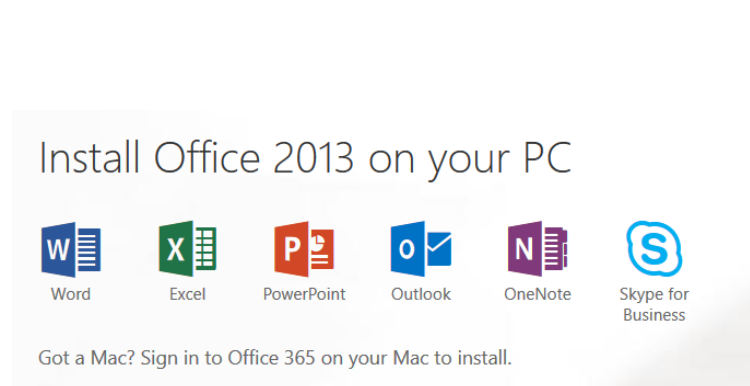 Install Office 2013 on your PC
W X P O N S
Word Excel PowerPoint Outlook OneNote Skype for Business
Got a Mac? Sign in to Office 365 on your Mac to install.